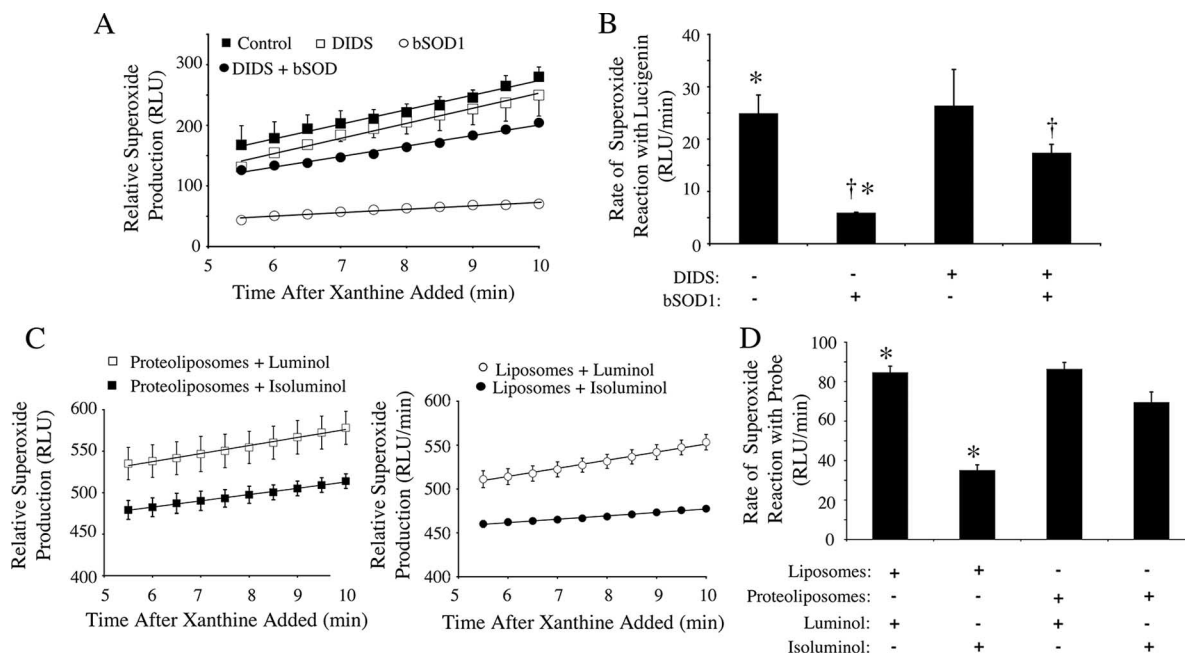 A
■ Control □ DIDS ○ bSOD1
● DIDS + bSOD
Relative Superoxide
Production (RLU)
300
200
100
0
5 6 7 8 9 10
Time After Xanthine Added (min)
B
Rate of Superoxide
Reaction with Lucigenin
(RLU/min)
40
30
20
10
0
* †* †
DIDS: - - + +
bSOD1: - + - +
C
□ Proteoliposomes + Luminol
■ Proteoliposomes + Isoluminol
Relative Superoxide
Production (RLU)
600
500
400
5 6 7 8 9 10
Time After Xanthine Added (min)
○ Liposomes + Luminol
● Liposomes + Isoluminol
Relative Superoxide
Production (RLU/min)
600
500
400
5 6 7 8 9 10
Time After Xanthine Added (min)
D
Rate of Superoxide
Reaction with Probe
(RLU/min)
100
80
60
40
20
0
* *
Liposomes: + + - -
Proteoliposomes: - - + +
Luminol: + - + -
Isoluminol: - + - +